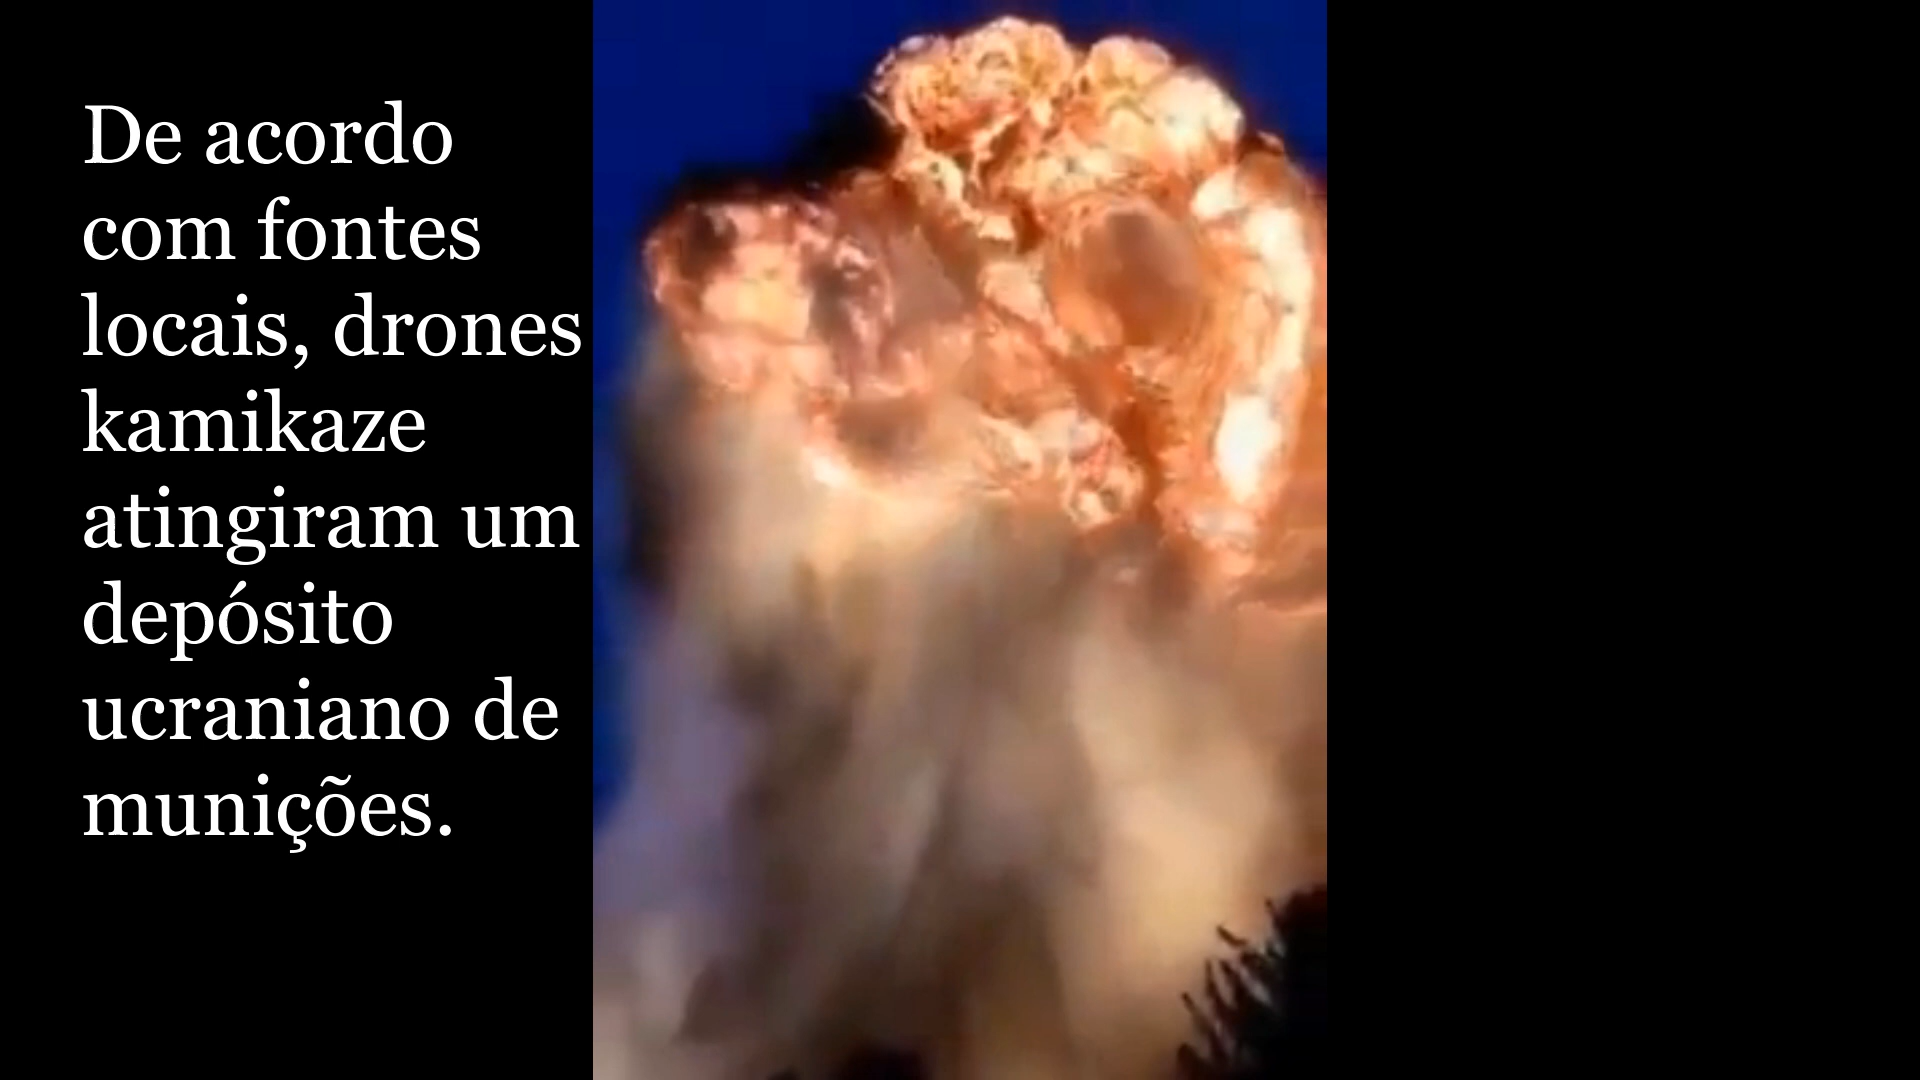 De acordo
com fontes
locais, drones
kamikaze
atingiram um
depósito
ucraniano de
munições.